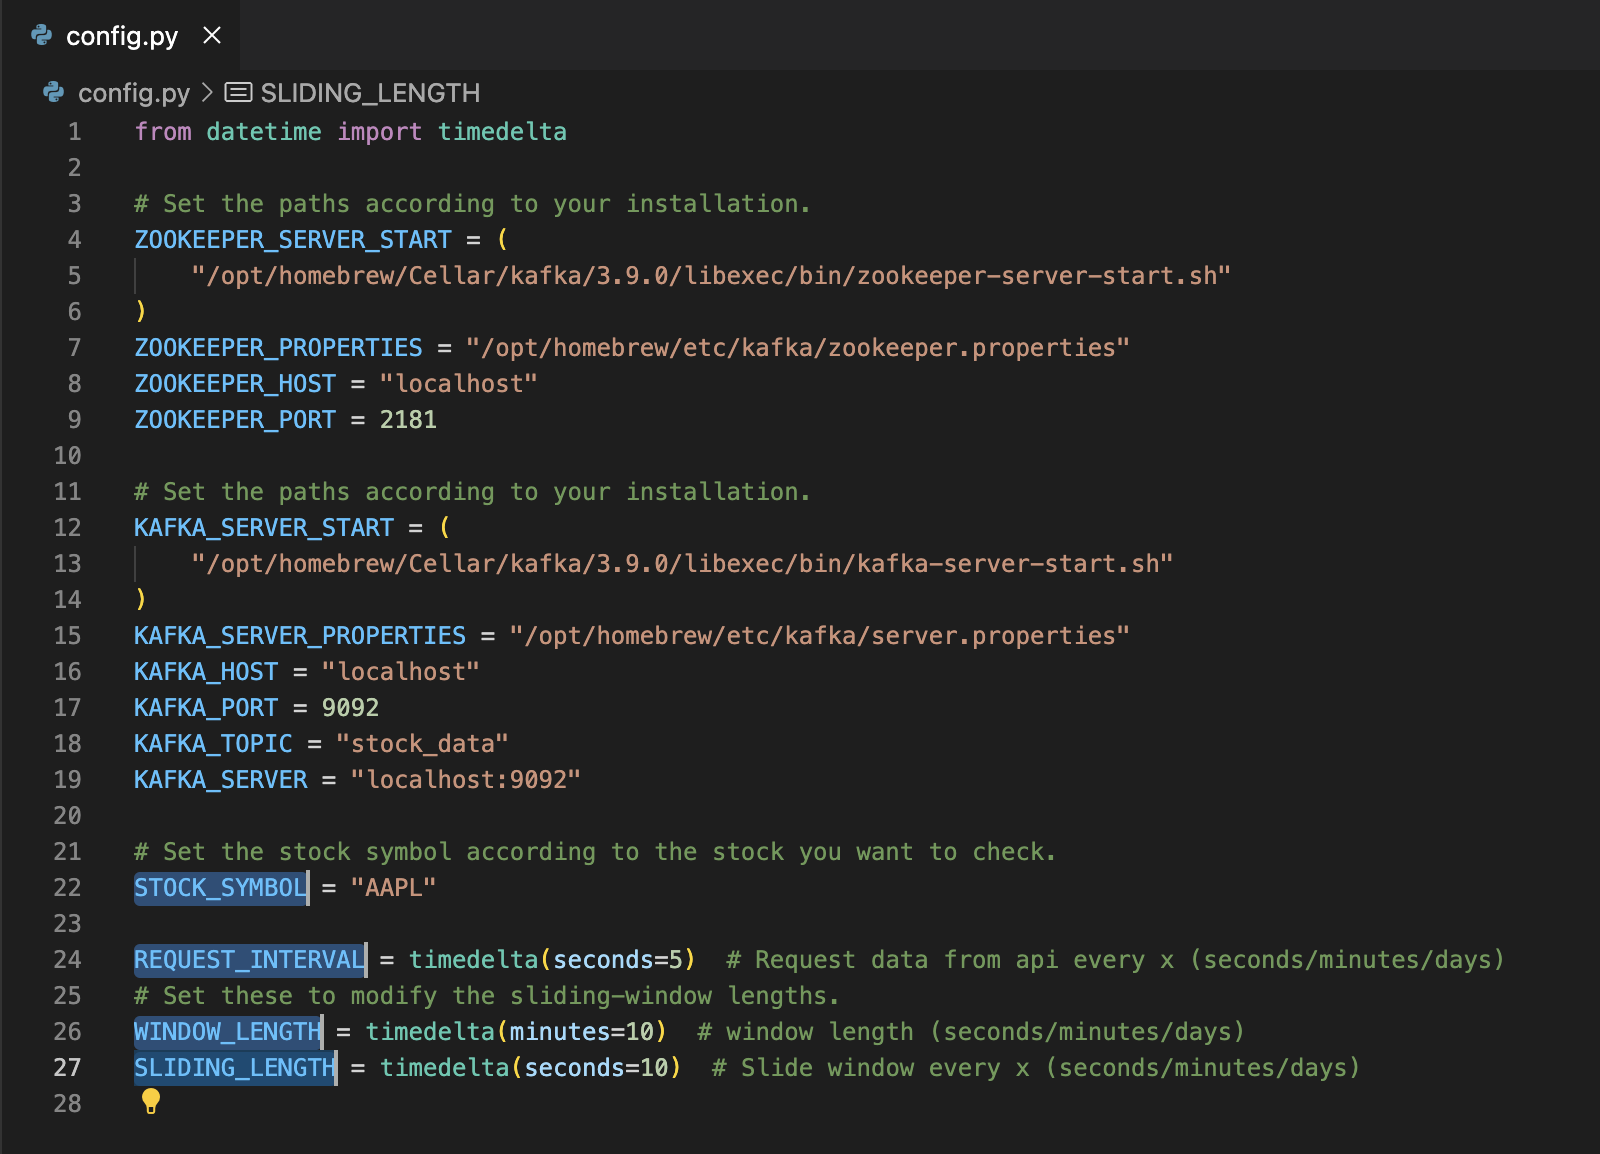 config.py
config.py > SLIDING_LENGTH
1 from datetime import timedelta
2
3 # Set the paths according to your installation.
4 ZOOKEEPER_SERVER_START = (
5     "/opt/homebrew/Cellar/kafka/3.9.0/libexec/bin/zookeeper-server-start.sh"
6 )
7 ZOOKEEPER_PROPERTIES = "/opt/homebrew/etc/kafka/zookeeper.properties"
8 ZOOKEEPER_HOST = "localhost"
9 ZOOKEEPER_PORT = 2181
10
11 # Set the paths according to your installation.
12 KAFKA_SERVER_START = (
13     "/opt/homebrew/Cellar/kafka/3.9.0/libexec/bin/kafka-server-start.sh"
14 )
15 KAFKA_SERVER_PROPERTIES = "/opt/homebrew/etc/kafka/server.properties"
16 KAFKA_HOST = "localhost"
17 KAFKA_PORT = 9092
18 KAFKA_TOPIC = "stock_data"
19 KAFKA_SERVER = "localhost:9092"
20
21 # Set the stock symbol according to the stock you want to check.
22 STOCK_SYMBOL = "AAPL"
23
24 REQUEST_INTERVAL = timedelta(seconds=5)  # Request data from api every x (seconds/minutes/days)
25 # Set these to modify the sliding-window lengths.
26 WINDOW_LENGTH = timedelta(minutes=10)  # window length (seconds/minutes/days)
27 SLIDING_LENGTH = timedelta(seconds=10)  # Slide window every x (seconds/minutes/days)
28